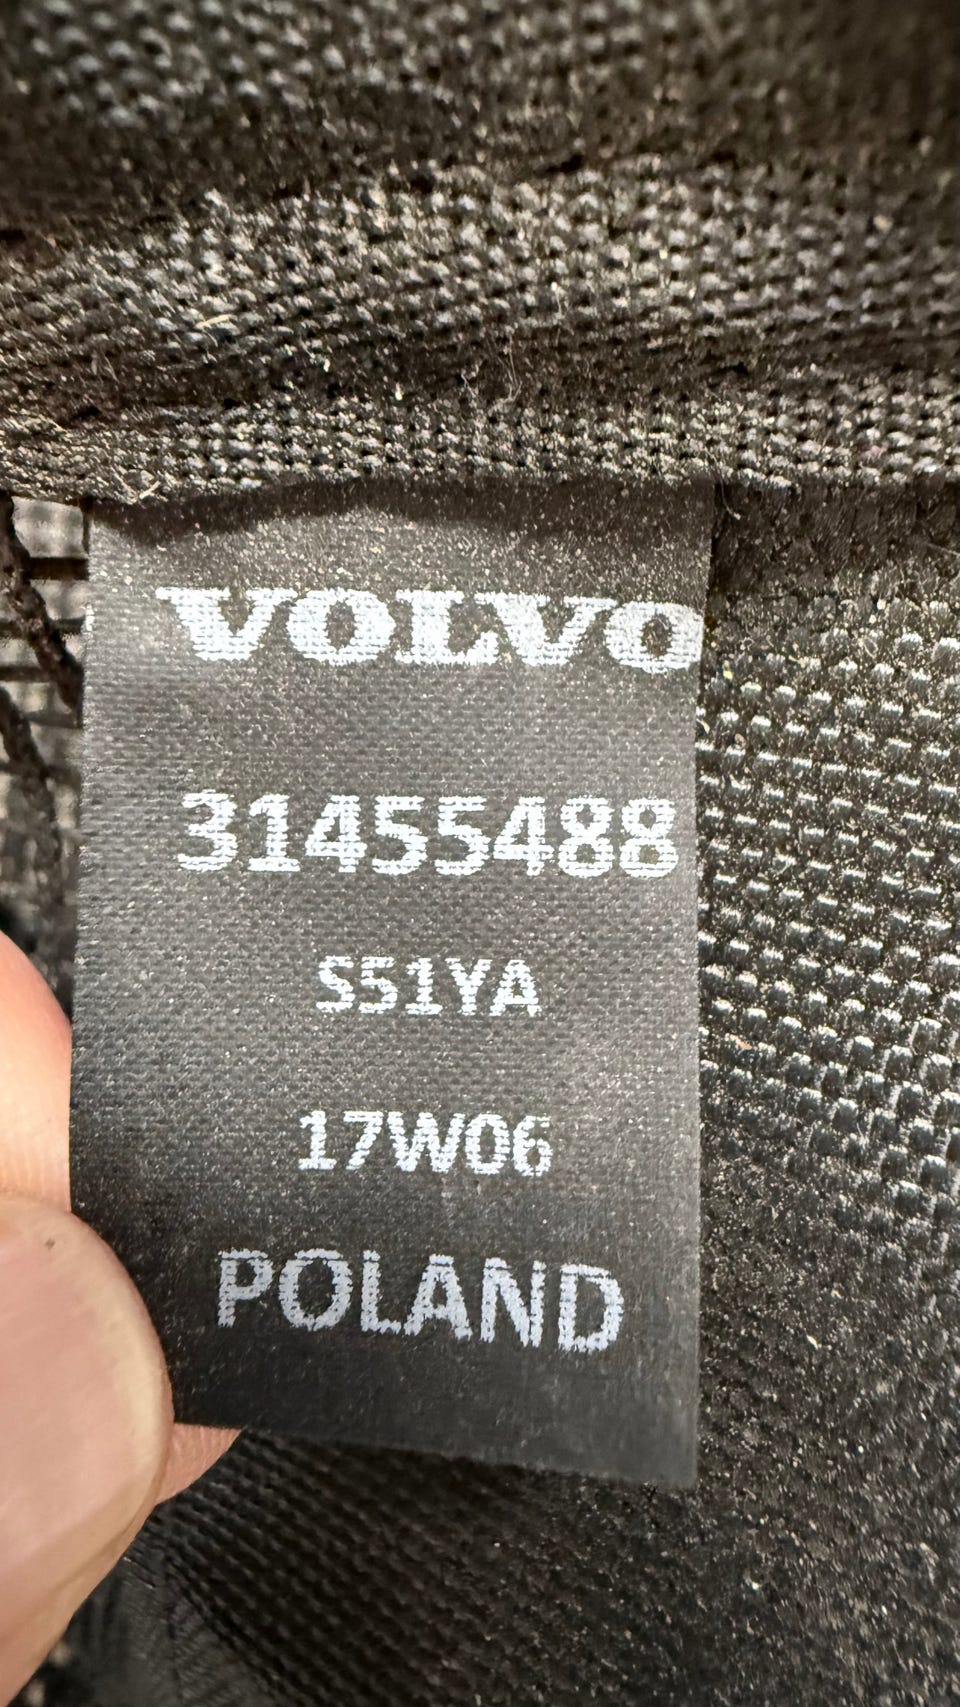 VOLVO
31455488
S51YA
17W06
POLAND